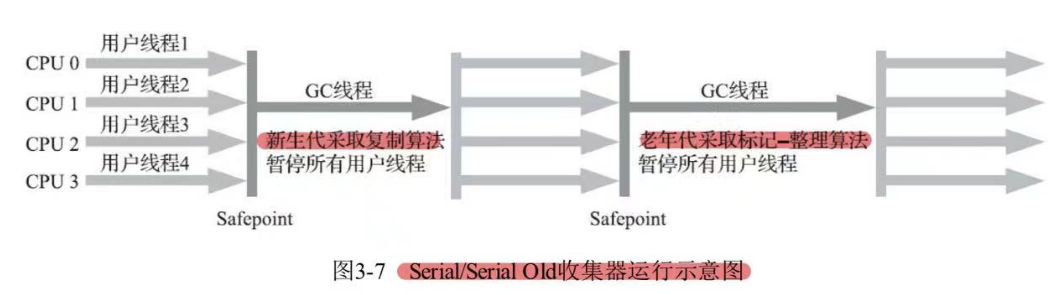 用户线程1
CPU 0
用户线程2
GC线程
GC线程
CPU 1
用户线程3
新生代采取复制算法
老年代采取标记–整理算法
CPU 2
用户线程4
暂停所有用户线程
暂停所有用户线程
CPU 3
Safepoint
Safepoint
图3-7 Serial/Serial Old收集器运行示意图